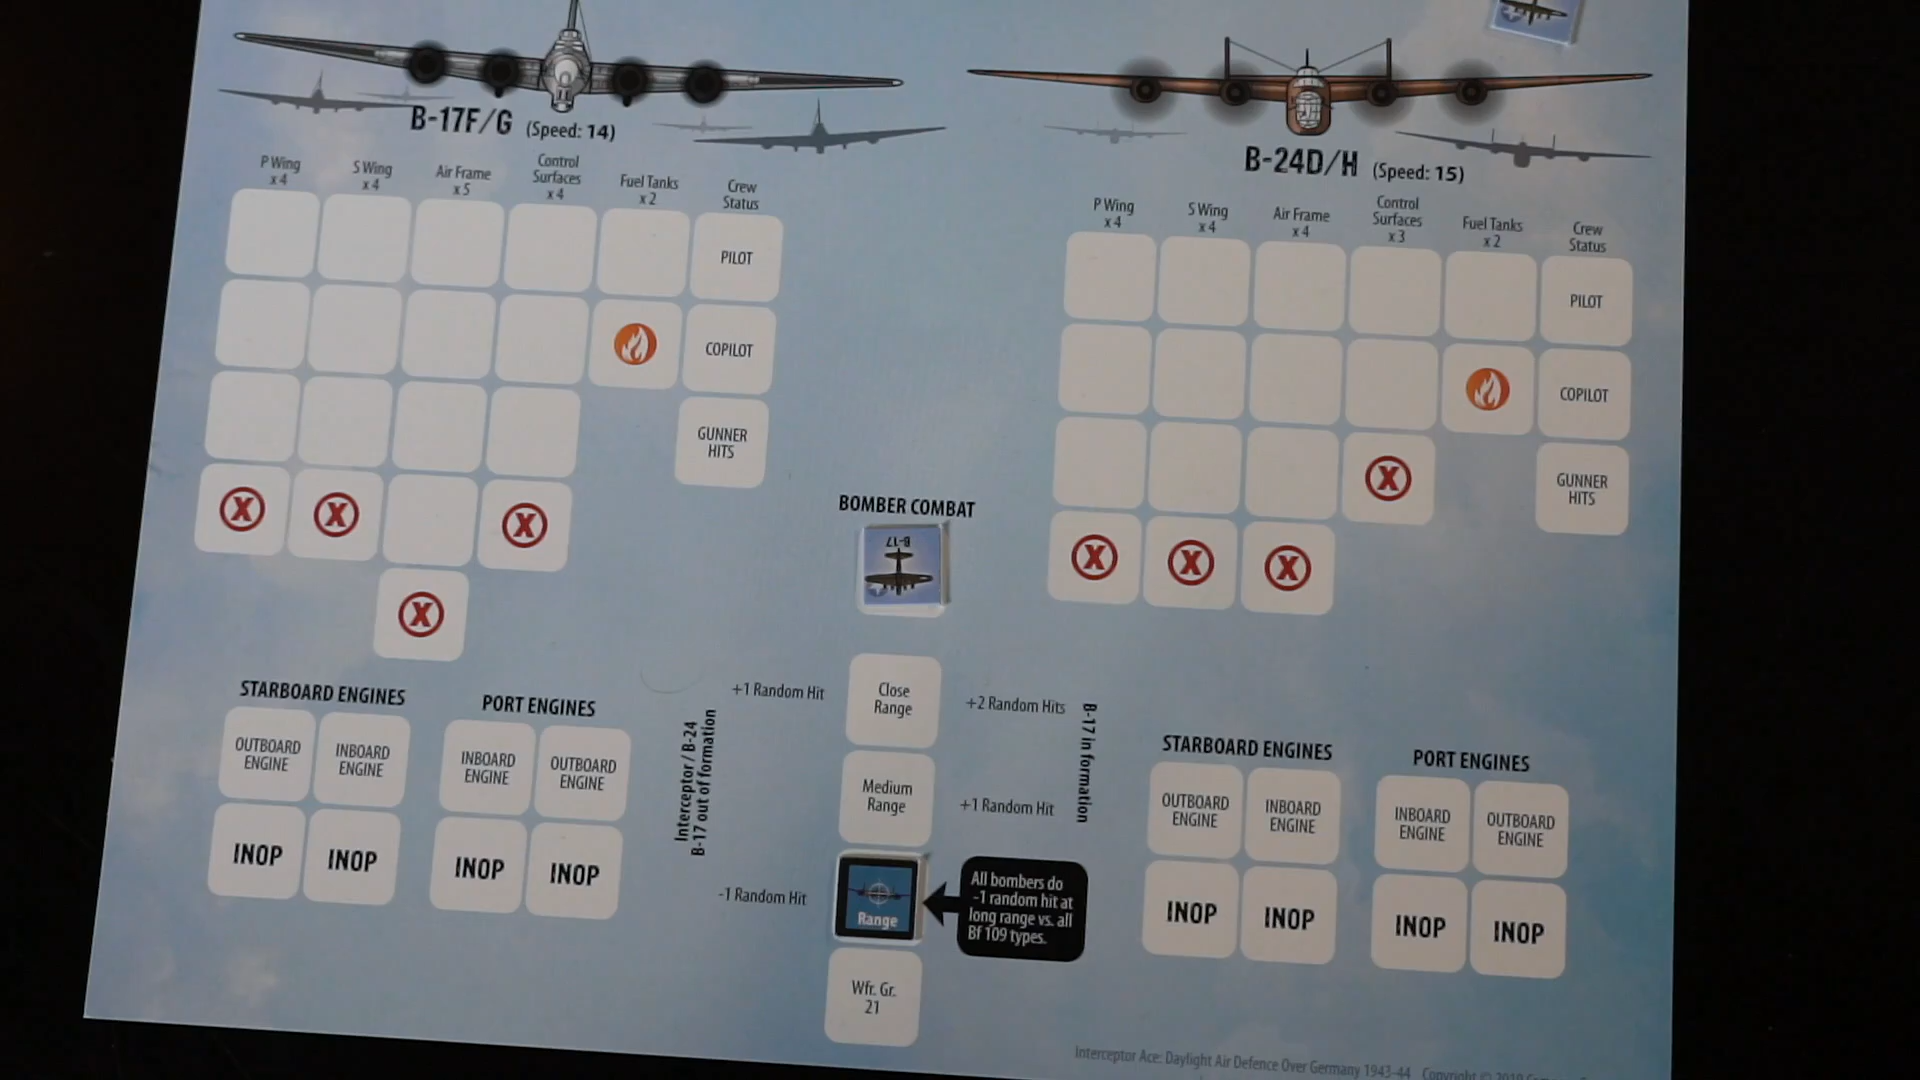 B-17F/G (Speed: 14)
P Wing
x 4
S Wing
x 4
Air Frame
x 5
Control
Surfaces
x 4
Fuel Tanks
x 2
Crew
Status
PILOT
COPILOT
GUNNER
HITS
X
X
X
X
STARBOARD ENGINES
PORT ENGINES
OUTBOARD
ENGINE
INBOARD
ENGINE
INBOARD
ENGINE
OUTBOARD
ENGINE
INOP
INOP
INOP
INOP
BOMBER COMBAT
B-17
Interceptor / B-24
B-17 out of formation
+1 Random Hit
-1 Random Hit
Close
Range
Medium
Range
Range
Wfr. Gr.
21
+2 Random Hits
+1 Random Hit
B-17 in formation
All bombers do
-1 random hit at
long range vs. all
Bf 109 types.
B-24D/H (Speed: 15)
P Wing
x 4
S Wing
x 4
Air Frame
x 4
Control
Surfaces
x 3
Fuel Tanks
x 2
Crew
Status
PILOT
COPILOT
GUNNER
HITS
X
X
X
X
STARBOARD ENGINES
PORT ENGINES
OUTBOARD
ENGINE
INBOARD
ENGINE
INBOARD
ENGINE
OUTBOARD
ENGINE
INOP
INOP
INOP
INOP
Interceptor Ace: Daylight Air Defence Over Germany 1943-44 Copyright ©